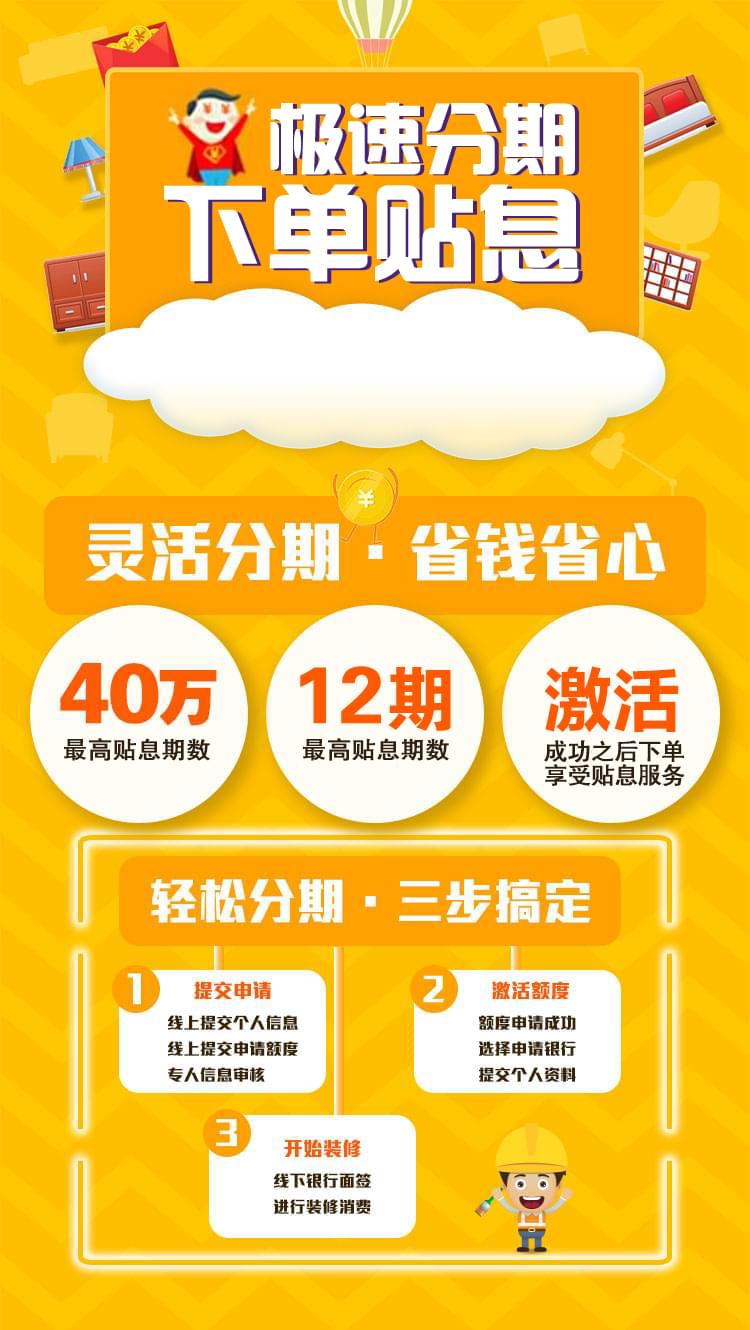 极速分期
下单贴息
¥
灵活分期·省钱省心
40万
最高贴息期数
12期
最高贴息期数
激活
成功之后下单
享受贴息服务
轻松分期·三步搞定
1
提交申请
线上提交个人信息
线上提交申请额度
专人信息审核
2
激活额度
额度申请成功
选择申请银行
提交个人资料
3
开始装修
线下银行面签
进行装修消费